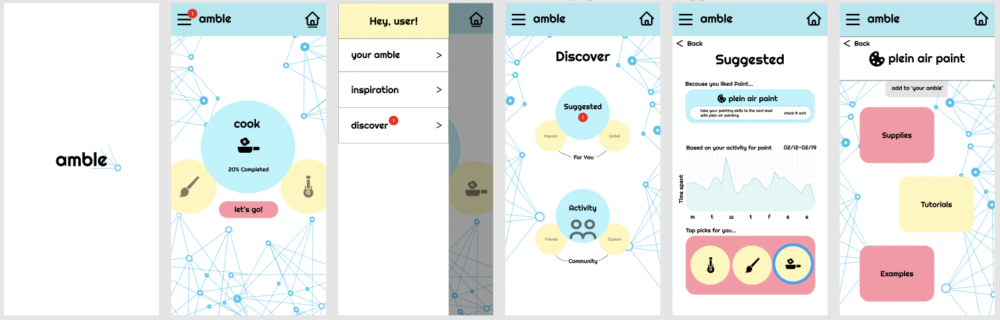 amble
1
amble
cook
20% Completed
let's go!
Hey, user!
your amble >
inspiration >
discover 1 >
amble
Discover
Suggested
1
Popular
Global
For You
Activity
Friends
Explore
Community
amble
< Back
Suggested
Because you liked Paint...
plein air paint
take your painting skills to the next level
with plein air painting
check it out!
Based on your activity for paint 02/12-02/19
Time spent
m t w t f s s
Top picks for you...
amble
< Back
plein air paint
add to 'your amble'
Supplies
Tutorials
Examples